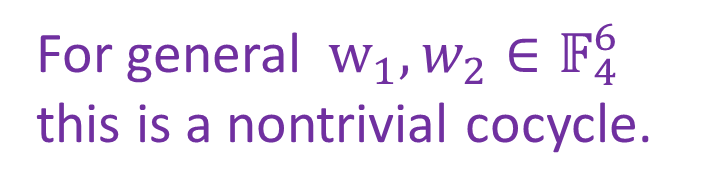 For general w₁, w₂ ∈ 𝔽₄⁶
this is a nontrivial cocycle.